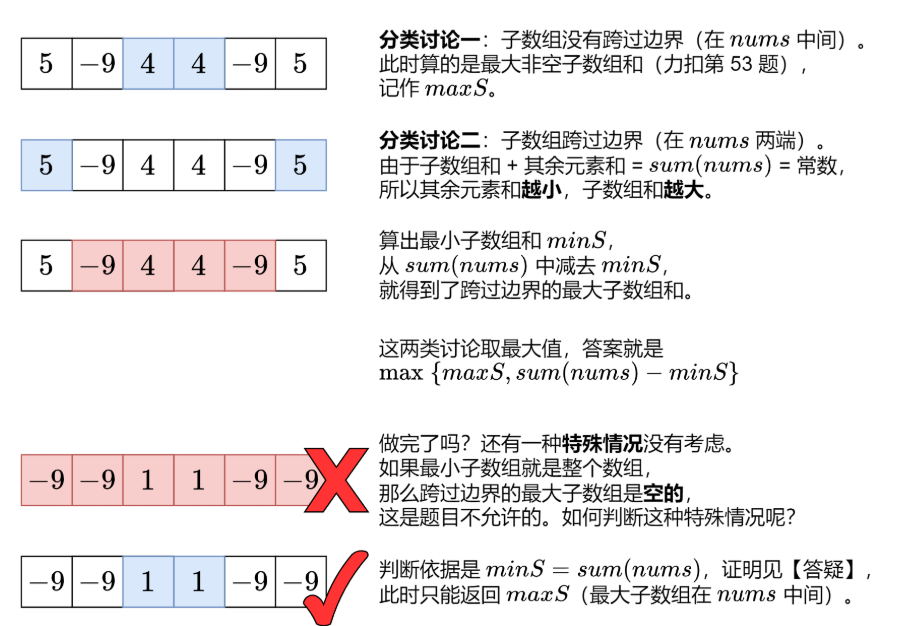 5 −9 4 4 −9 5
分类讨论一：子数组没有跨过边界（在 nums 中间）。
此时算的是最大非空子数组和（力扣第 53 题），
记作 maxS。
5 −9 4 4 −9 5
分类讨论二：子数组跨过边界（在 nums 两端）。
由于子数组和 + 其余元素和 = sum(nums) = 常数，
所以其余元素和越小，子数组和越大。
5 −9 4 4 −9 5
算出最小子数组和 minS，
从 sum(nums) 中减去 minS，
就得到了跨过边界的最大子数组和。
这两类讨论取最大值，答案就是
max {maxS, sum(nums) − minS}
−9 −9 1 1 −9 −9
做完了吗？还有一种特殊情况没有考虑。
如果最小子数组就是整个数组，
那么跨过边界的最大子数组是空的，
这是题目不允许的。如何判断这种特殊情况呢？
−9 −9 1 1 −9 −9
判断依据是 minS = sum(nums)，证明见【答疑】，
此时只能返回 maxS（最大子数组在 nums 中间）。